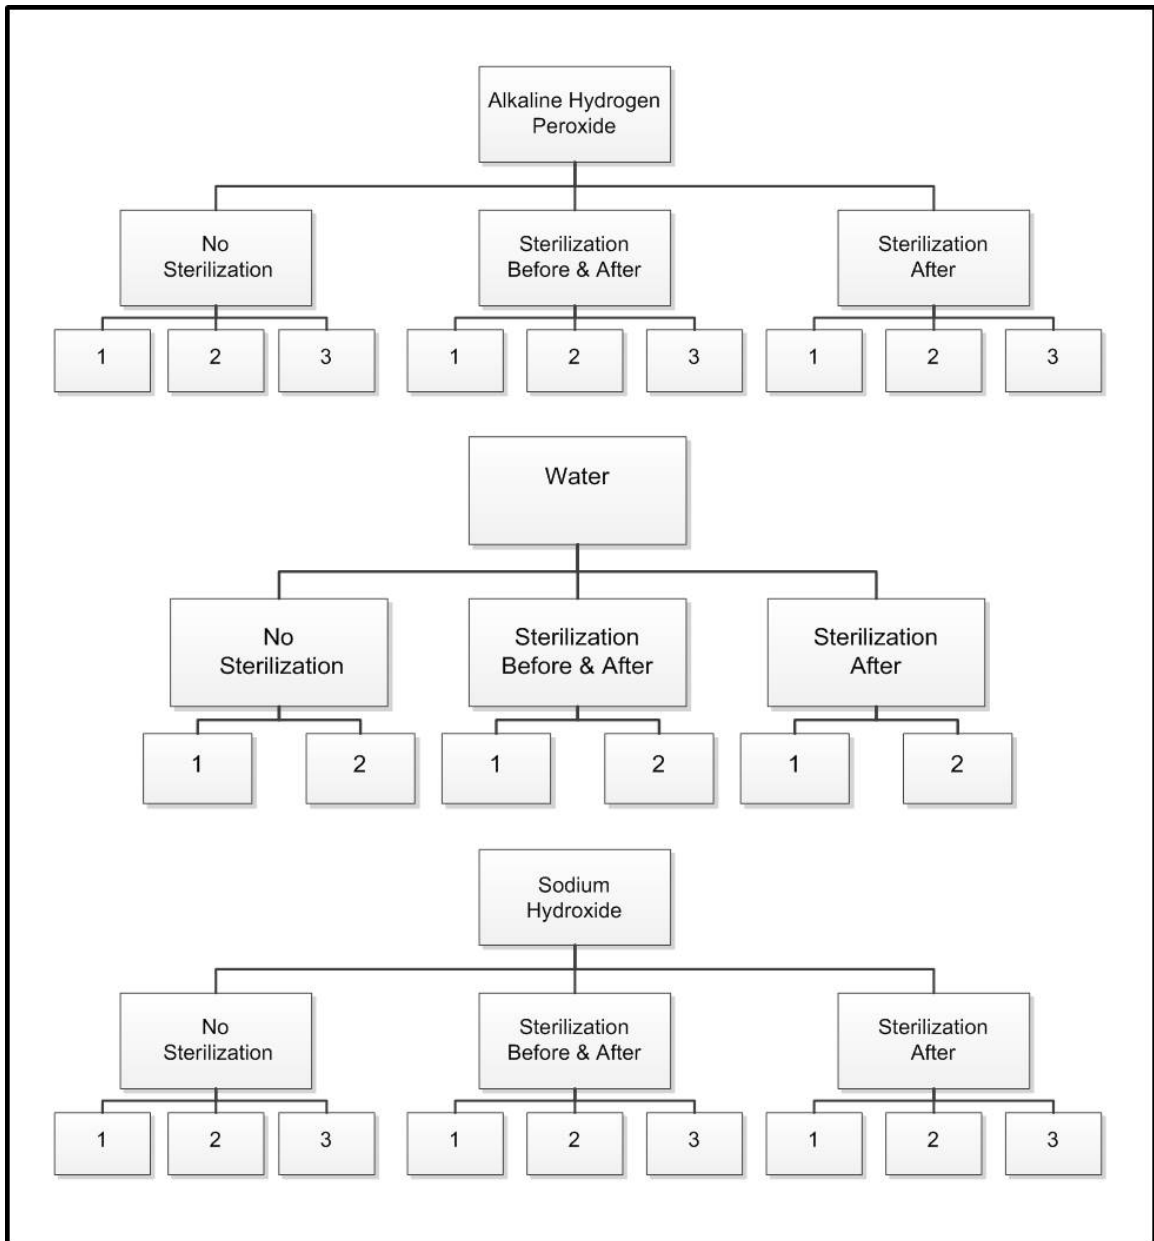 Alkaline Hydrogen
Peroxide
No
Sterilization
Sterilization
Before & After
Sterilization
After
1 2 3 1 2 3 1 2 3
Water
No
Sterilization
Sterilization
Before & After
Sterilization
After
1 2 1 2 1 2
Sodium
Hydroxide
No
Sterilization
Sterilization
Before & After
Sterilization
After
1 2 3 1 2 3 1 2 3